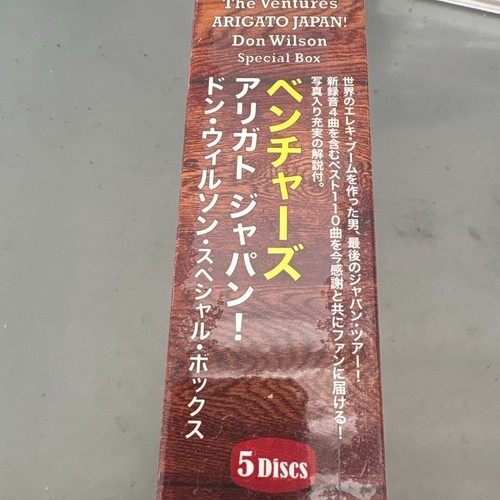 The Ventures
ARIGATO JAPAN!
Don Wilson
Special Box
世界のエレキ・ブームを作った男、最後のジャパン・ツアー！
新録音4曲を含むベスト110曲を今感謝と共にファンに届ける！
写真入り充実の解説付。
ベンチャーズ
アリガト ジャパン！
ドン・ウィルソン・スペシャル・ボックス
5 Discs